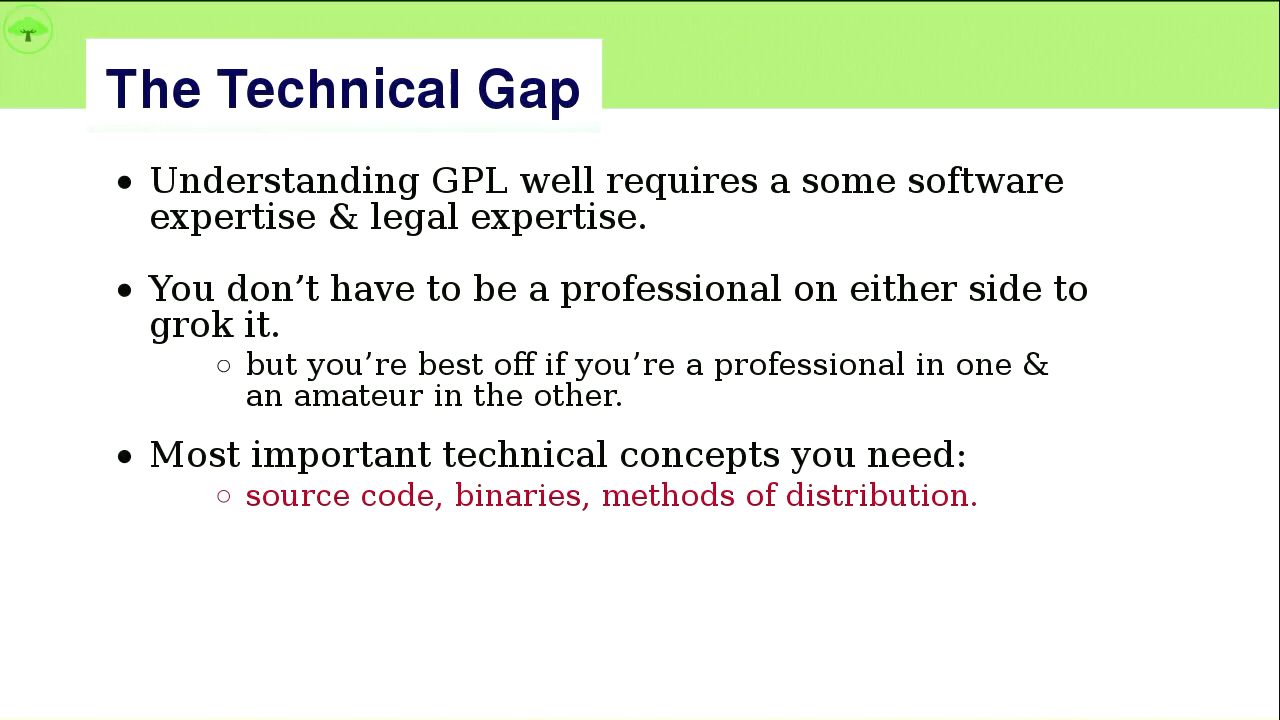 The Technical Gap
• Understanding GPL well requires a some software
expertise & legal expertise.
• You don’t have to be a professional on either side to
grok it.
○ but you’re best off if you’re a professional in one &
an amateur in the other.
• Most important technical concepts you need:
○ source code, binaries, methods of distribution.